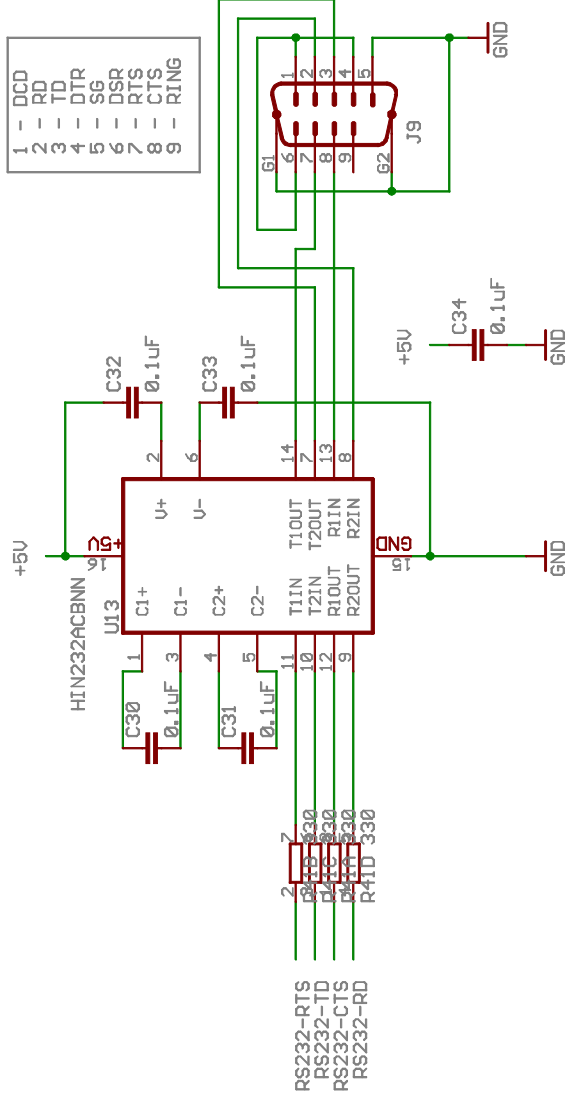 1 - DCD
2 - RD
3 - TD
4 - DTR
5 - SG
6 - DSR
7 - RTS
8 - CTS
9 - RING
+5V
HIN232ACBNN
U13
16
+5V
C1+
C1-
C2+
C2-
T1IN
T2IN
R1OUT
R2OUT
V+
V-
T1OUT
T2OUT
R1IN
R2IN
GND
15
1
3
4
5
11
10
12
9
2
6
14
7
13
8
C30
0.1uF
C31
0.1uF
C32
0.1uF
C33
0.1uF
RS232-RTS
RS232-TD
RS232-CTS
RS232-RD
2
7
R41B 330
R41C 330
R41A 330
R41D 330
G1
6
7
8
9
G2
1
2
3
4
5
J9
GND
+5V
C34
0.1uF
GND
GND